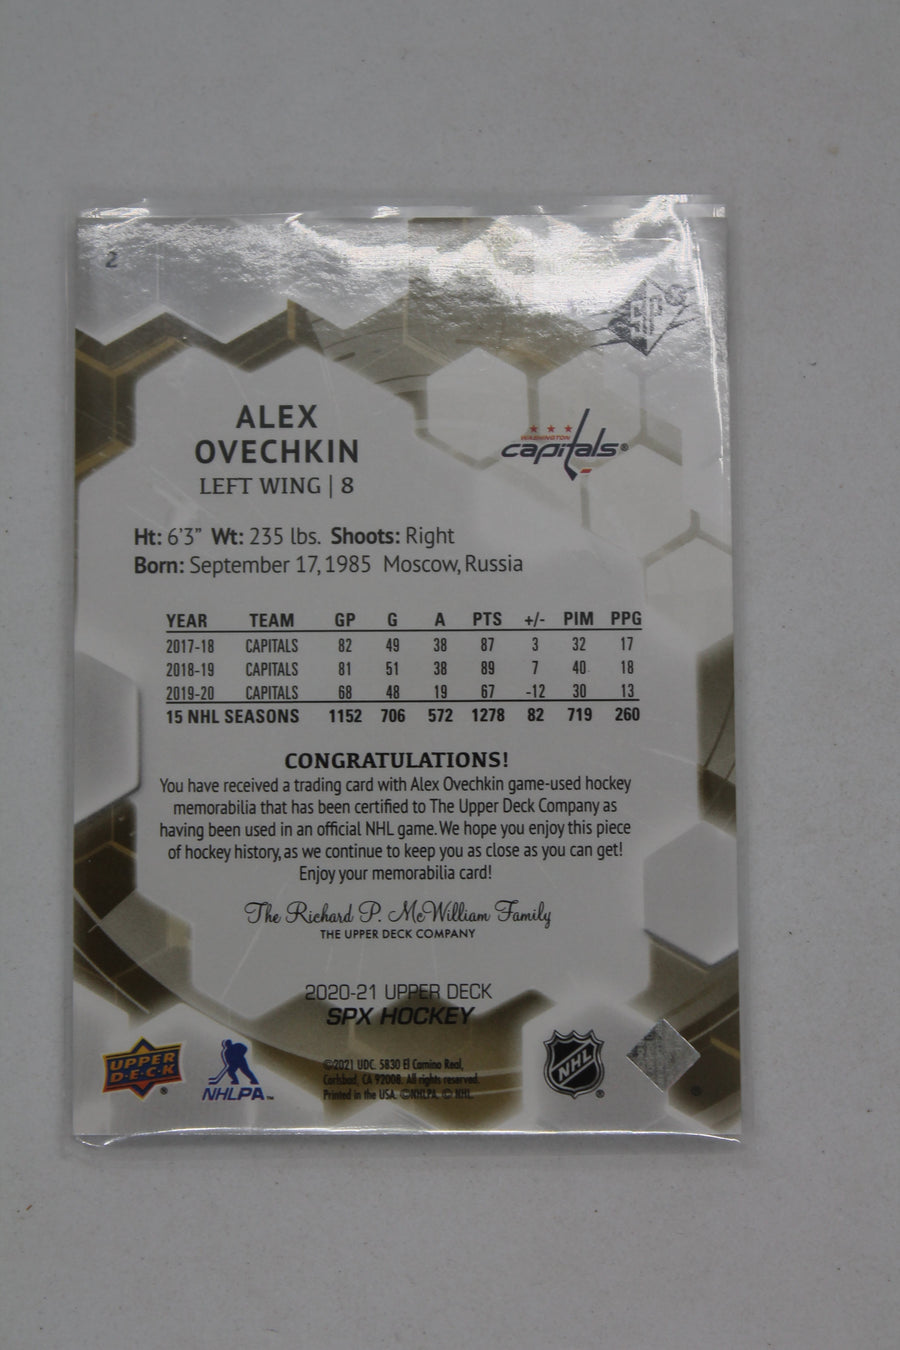 2
SP
ALEX
OVECHKIN
LEFT WING | 8
WASHINGTON
capitals®
Ht: 6'3" Wt: 235 lbs. Shoots: Right
Born: September 17, 1985 Moscow, Russia
YEAR TEAM GP G A PTS +/- PIM PPG
2017-18 CAPITALS 82 49 38 87 3 32 17
2018-19 CAPITALS 81 51 38 89 7 40 18
2019-20 CAPITALS 68 48 19 67 -12 30 13
15 NHL SEASONS 1152 706 572 1278 82 719 260
CONGRATULATIONS!
You have received a trading card with Alex Ovechkin game-used hockey
memorabilia that has been certified to The Upper Deck Company as
having been used in an official NHL game. We hope you enjoy this piece
of hockey history, as we continue to keep you as close as you can get!
Enjoy your memorabilia card!
The Richard P. McWilliam Family
THE UPPER DECK COMPANY
2020-21 UPPER DECK
SPX HOCKEY
UPPER
D·E·C·K®
NHLPA™
©2021 UDC. 5830 El Camino Real,
Carlsbad, CA 92008. All rights reserved.
Printed in the USA. ©NHLPA. © NHL.
NHL®